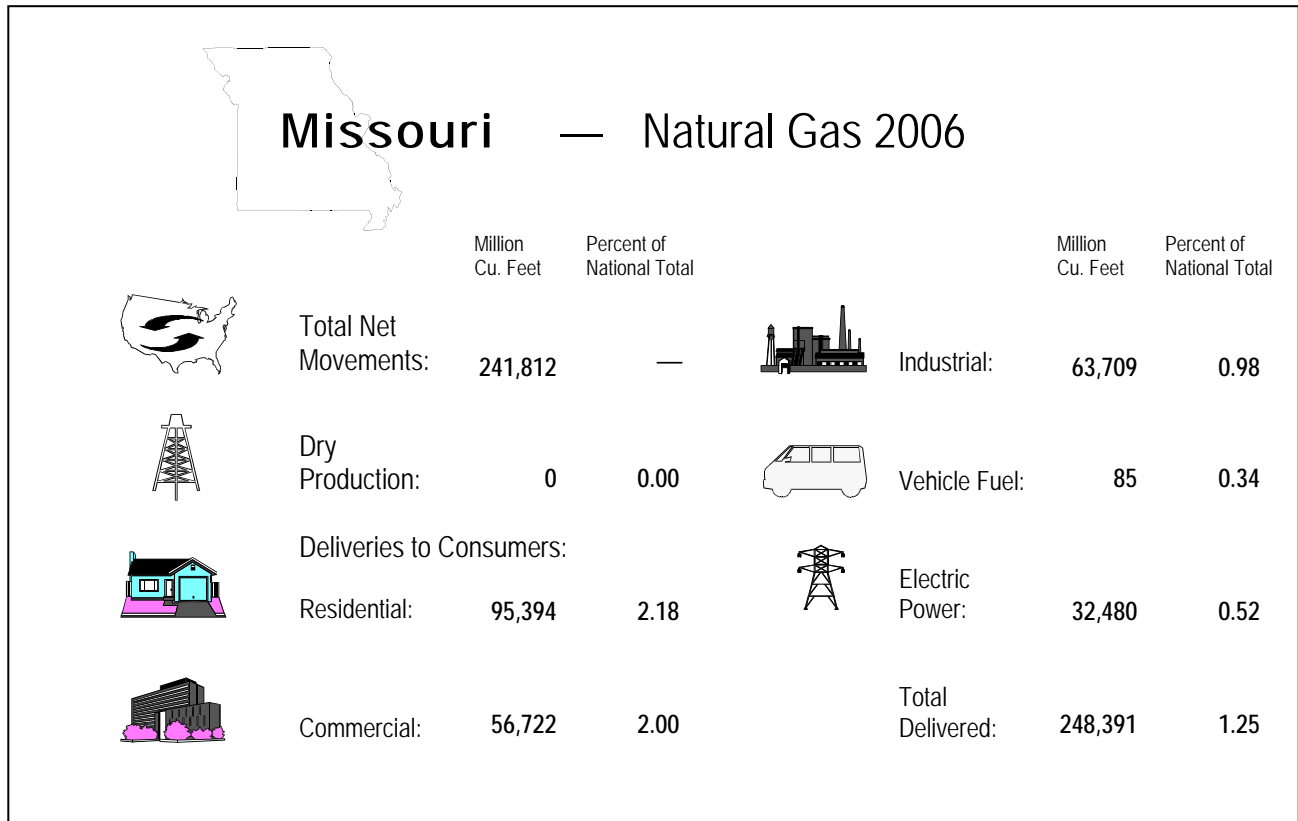 Missouri — Natural Gas 2006
Million Percent of
Cu. Feet National Total
Million Percent of
Cu. Feet National Total
Total Net
Movements: 241,812 —
Industrial: 63,709 0.98
Dry
Production: 0 0.00
Vehicle Fuel: 85 0.34
Deliveries to Consumers:
Residential: 95,394 2.18
Electric
Power: 32,480 0.52
Commercial: 56,722 2.00
Total
Delivered: 248,391 1.25